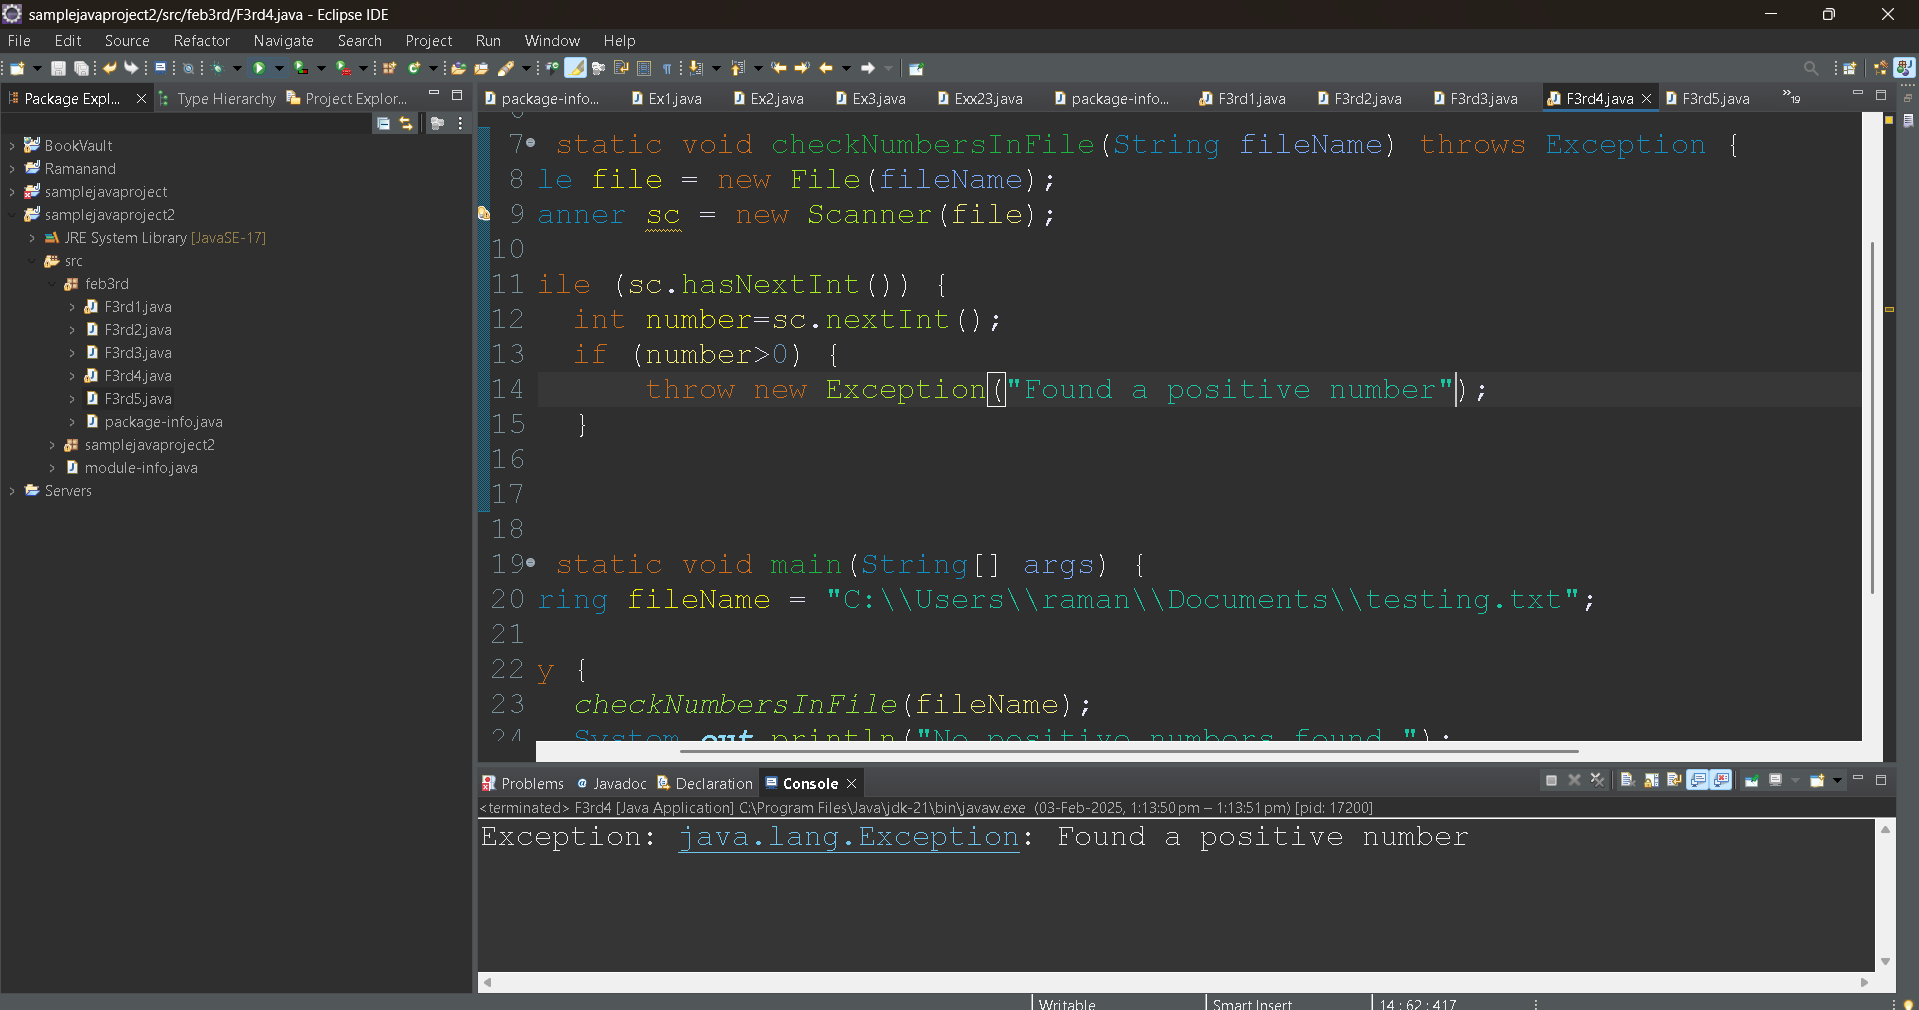 samplejavaproject2/src/feb3rd/F3rd4.java - Eclipse IDE
File Edit Source Refactor Navigate Search Project Run Window Help
Package Expl... Type Hierarchy Project Explor...
package-info... Ex1.java Ex2.java Ex3.java Exx23.java package-info... F3rd1.java F3rd2.java F3rd3.java F3rd4.java F3rd5.java »19
BookVault
Ramanand
samplejavaproject
samplejavaproject2
JRE System Library [JavaSE-17]
src
feb3rd
F3rd1.java
F3rd2.java
F3rd3.java
F3rd4.java
F3rd5.java
package-info.java
samplejavaproject2
module-info.java
Servers
7 static void checkNumbersInFile(String fileName) throws Exception {
8 le file = new File(fileName);
9 anner sc = new Scanner(file);
10
11 ile (sc.hasNextInt()) {
12 int number=sc.nextInt();
13 if (number>0) {
14 throw new Exception("Found a positive number");
15 }
16
17
18
19 static void main(String[] args) {
20 ring fileName = "C:\\Users\\raman\\Documents\\testing.txt";
21
22 y {
23 checkNumbersInFile(fileName);
24 System.out.println("No positive numbers found.");
Problems Javadoc Declaration Console
<terminated> F3rd4 [Java Application] C:\Program Files\Java\jdk-21\bin\javaw.exe (03-Feb-2025, 1:13:50 pm – 1:13:51 pm) [pid: 17200]
Exception: java.lang.Exception: Found a positive number
Writable Smart Insert 14 : 62 : 417